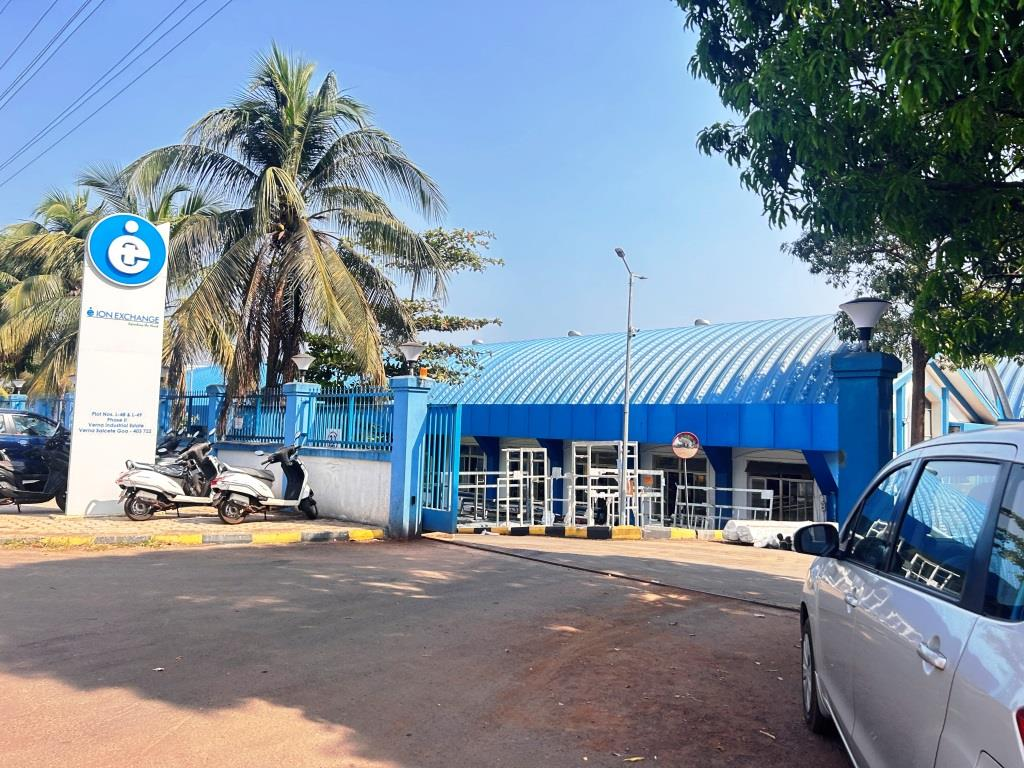 ION EXCHANGE
Refreshing the Planet
Plot Nos. L-48 & L-49
Phase II
Verna Industrial Estate
Verna Salcete Goa - 403 722